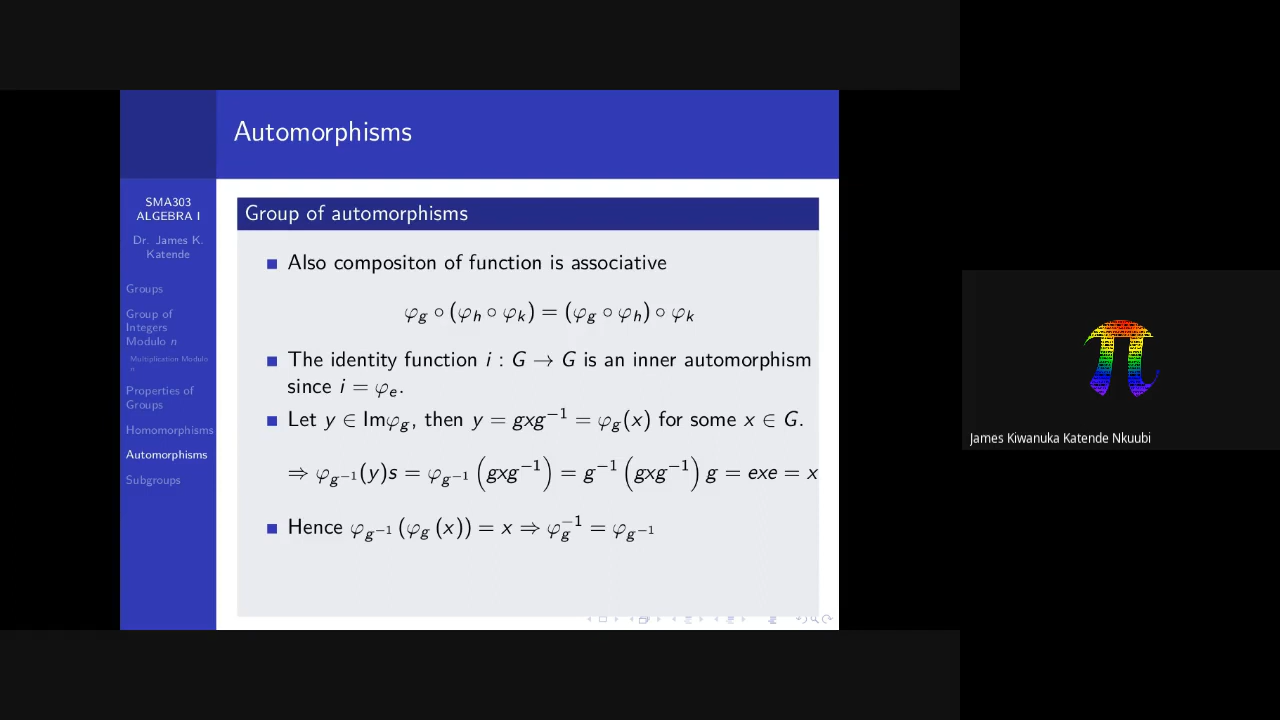 Automorphisms
SMA303
ALGEBRA I
Dr. James K.
Katende
Groups
Group of
Integers
Modulo n
Multiplication Modulo
n
Properties of
Groups
Homomorphisms
Automorphisms
Subgroups
Group of automorphisms
Also compositon of function is associative
φ_g ∘ (φ_h ∘ φ_k) = (φ_g ∘ φ_h) ∘ φ_k
The identity function i : G → G is an inner automorphism
since i = φ_e.
Let y ∈ Imφ_g, then y = gxg⁻¹ = φ_g(x) for some x ∈ G.
⇒ φ_{g⁻¹}(y)s = φ_{g⁻¹}(gxg⁻¹) = g⁻¹(gxg⁻¹)g = exe = x
Hence φ_{g⁻¹}(φ_g(x)) = x ⇒ φ_g⁻¹ = φ_{g⁻¹}
James Kiwanuka Katende Nkuubi